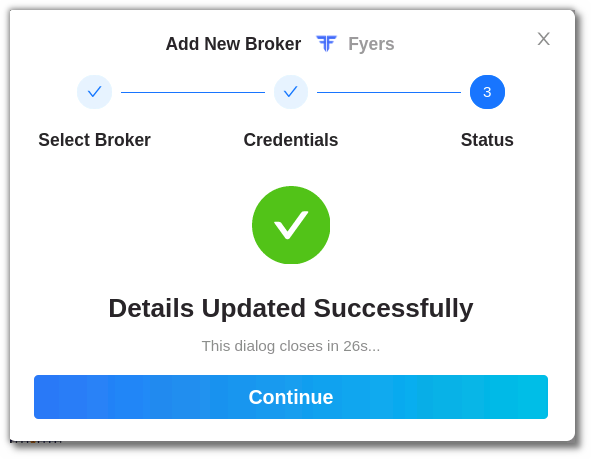 Add New Broker Fyers
3
Select Broker Credentials Status
Details Updated Successfully
This dialog closes in 26s...
Continue